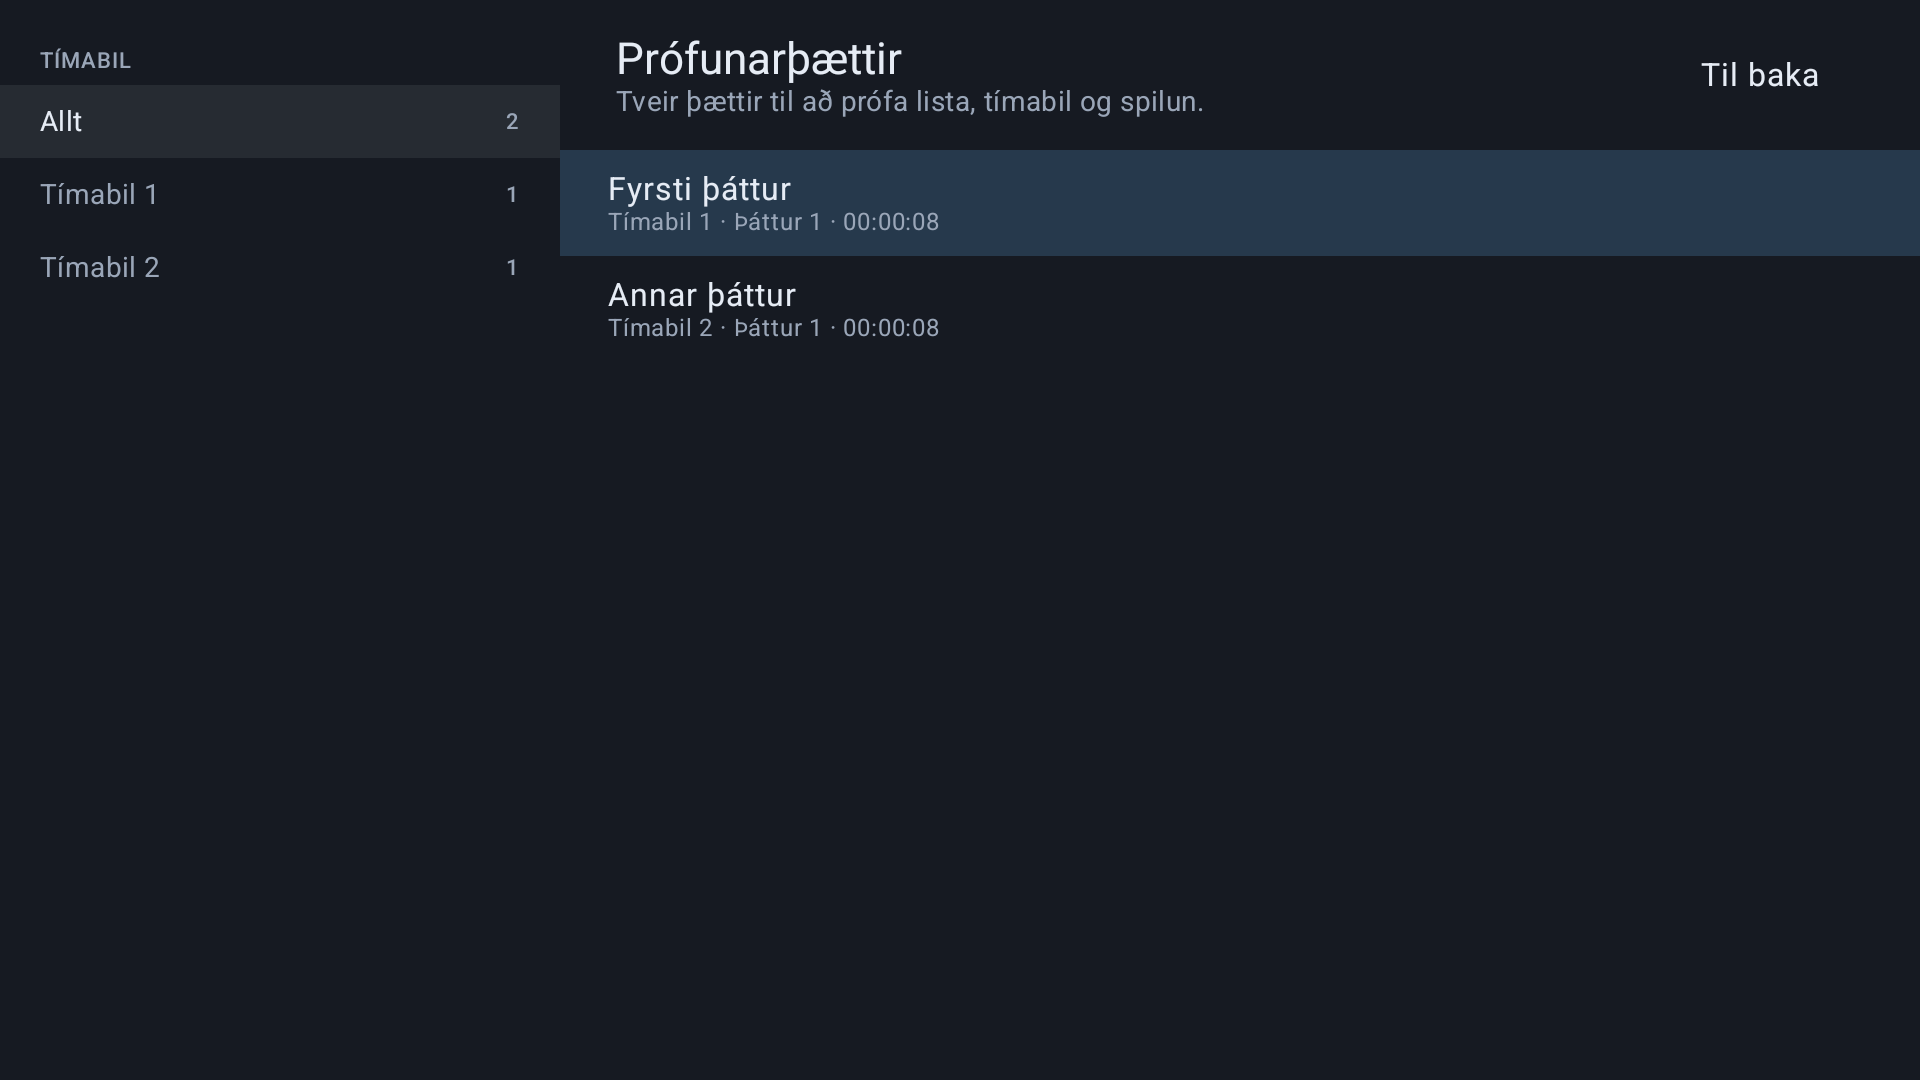 TÍMABIL
Allt 2
Tímabil 1 1
Tímabil 2 1
Prófunarþættir
Tveir þættir til að prófa lista, tímabil og spilun.
Til baka
Fyrsti þáttur
Tímabil 1 · Þáttur 1 · 00:00:08
Annar þáttur
Tímabil 2 · Þáttur 1 · 00:00:08